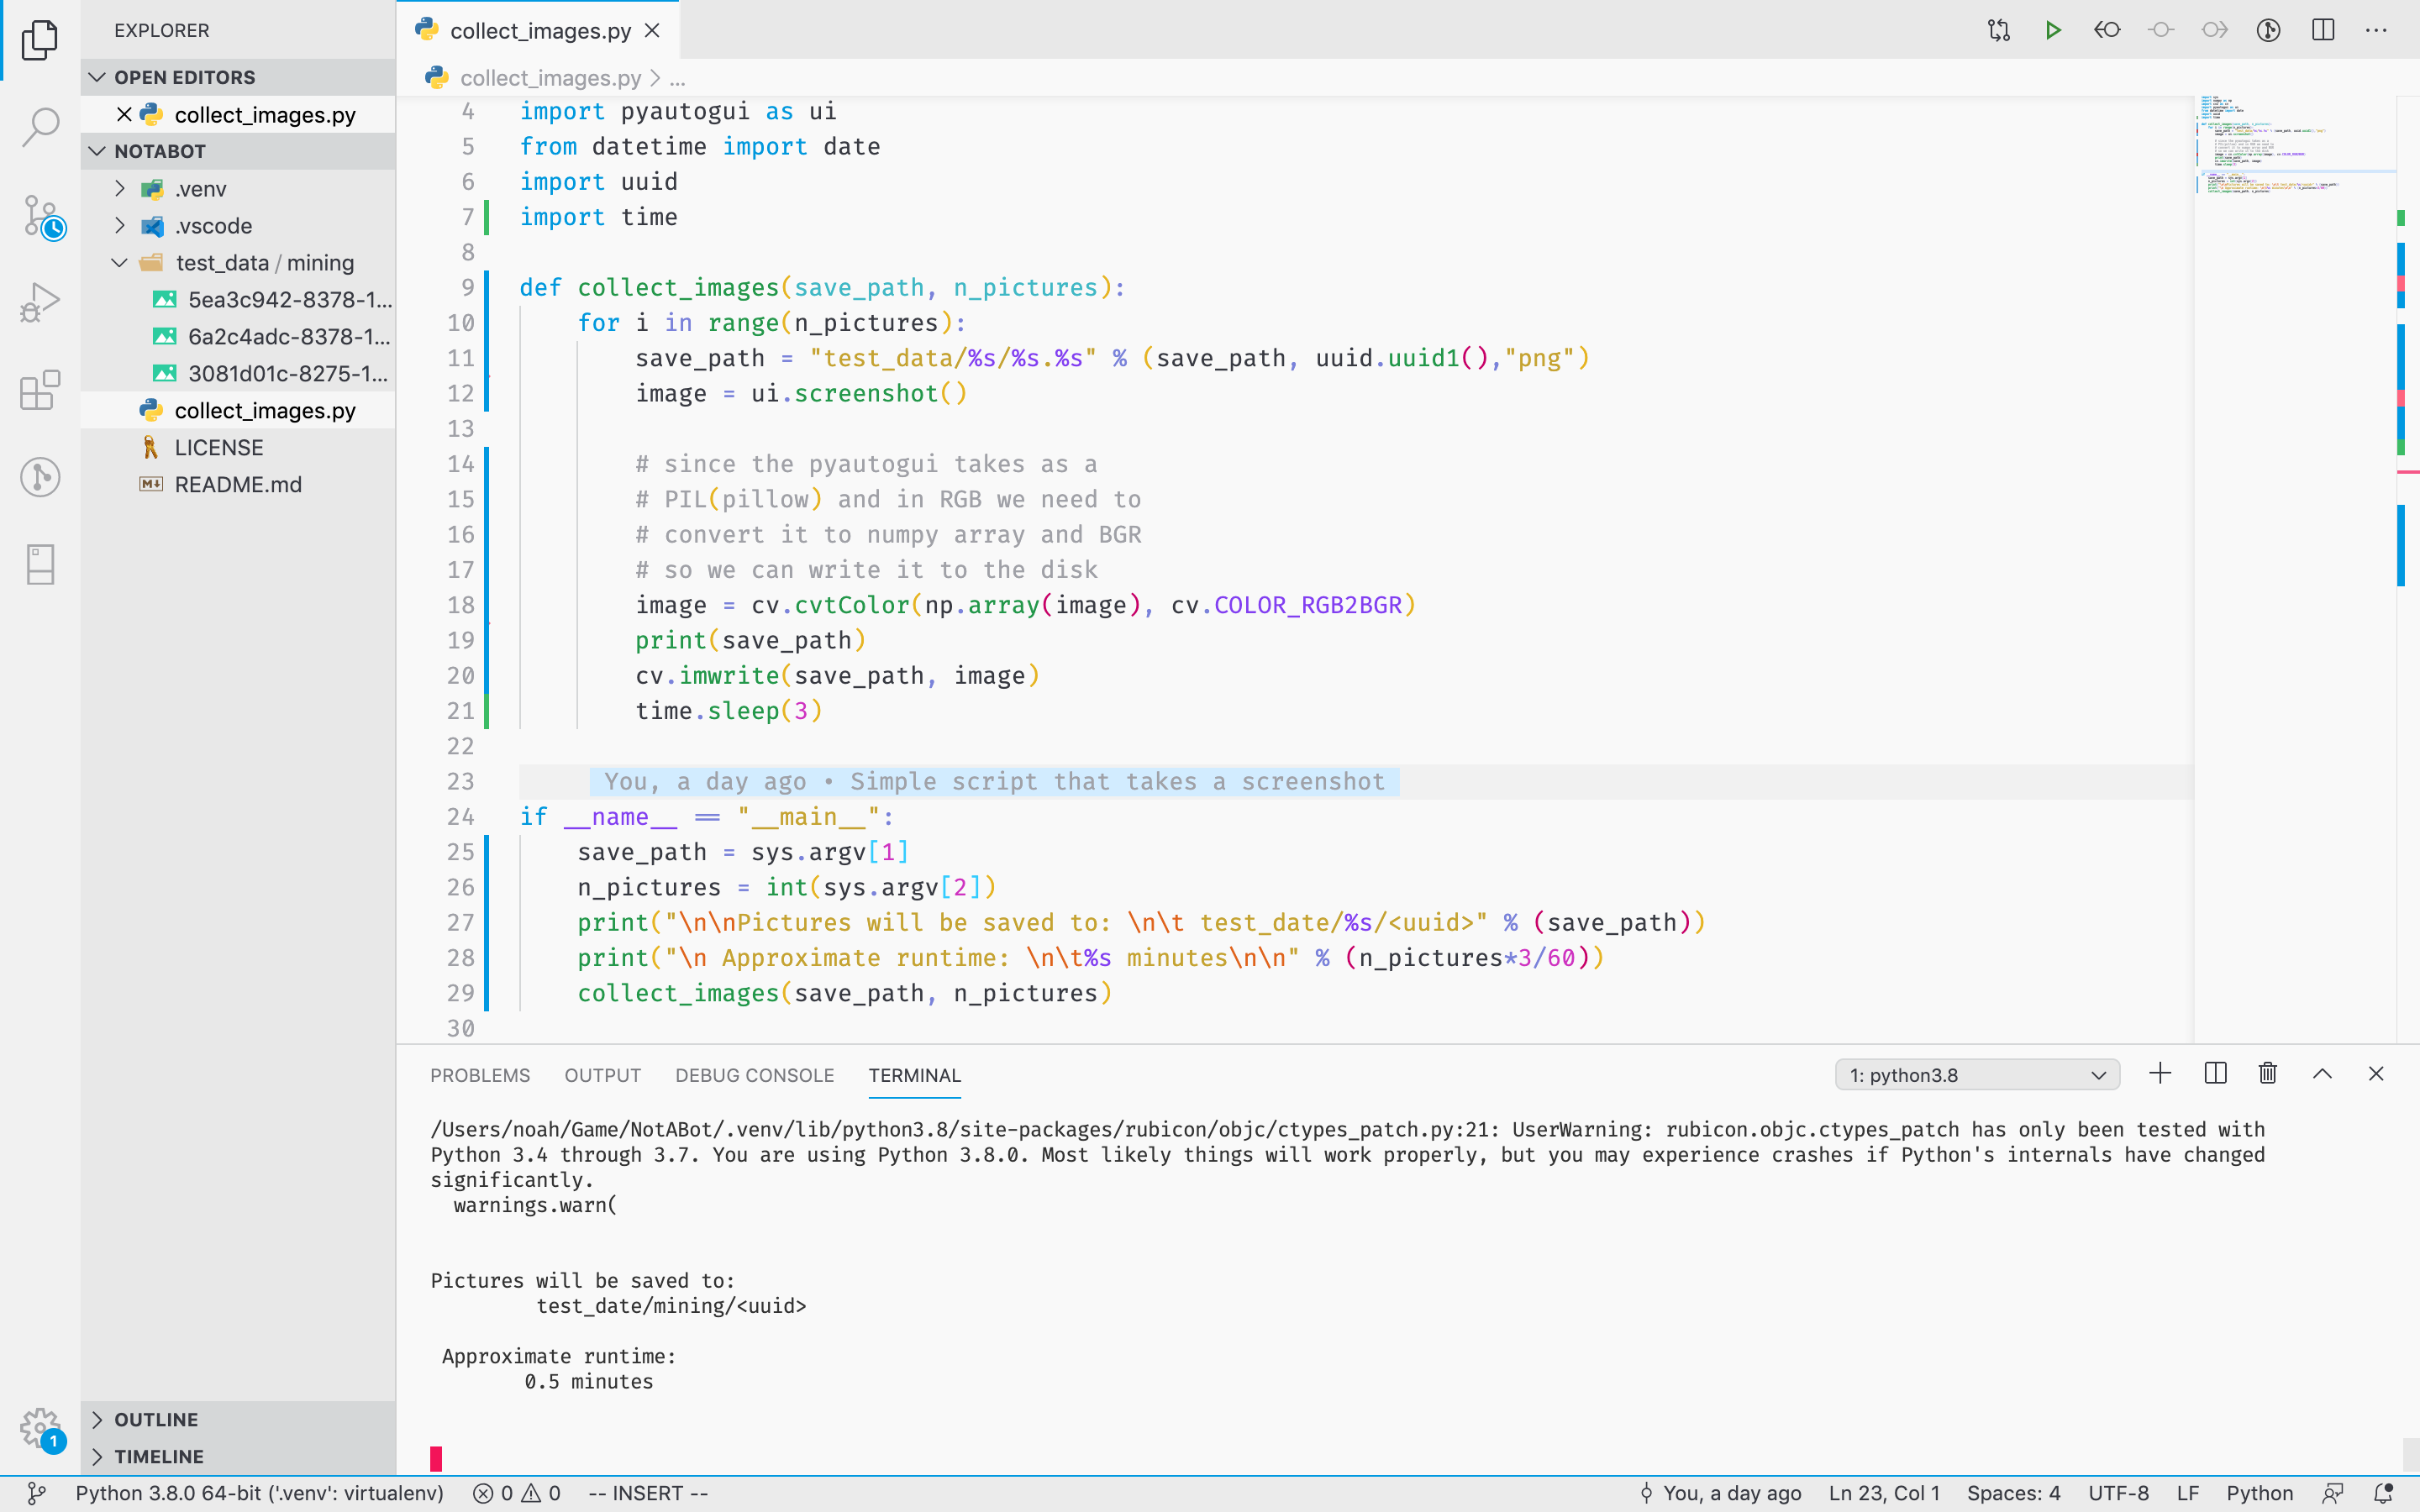 EXPLORER
OPEN EDITORS
collect_images.py
NOTABOT
.venv
.vscode
test_data / mining
5ea3c942-8378-1...
6a2c4adc-8378-1...
3081d01c-8275-1...
collect_images.py
LICENSE
README.md
OUTLINE
TIMELINE
1
collect_images.py
collect_images.py > ...
4 import pyautogui as ui
5 from datetime import date
6 import uuid
7 import time
8
9 def collect_images(save_path, n_pictures):
10 for i in range(n_pictures):
11 save_path = "test_data/%s/%s.%s" % (save_path, uuid.uuid1(),"png")
12 image = ui.screenshot()
13
14 # since the pyautogui takes as a
15 # PIL(pillow) and in RGB we need to
16 # convert it to numpy array and BGR
17 # so we can write it to the disk
18 image = cv.cvtColor(np.array(image), cv.COLOR_RGB2BGR)
19 print(save_path)
20 cv.imwrite(save_path, image)
21 time.sleep(3)
22
23 You, a day ago • Simple script that takes a screenshot
24 if __name__ == "__main__":
25 save_path = sys.argv[1]
26 n_pictures = int(sys.argv[2])
27 print("\n\nPictures will be saved to: \n\t test_date/%s/<uuid>" % (save_path))
28 print("\n Approximate runtime: \n\t%s minutes\n\n" % (n_pictures*3/60))
29 collect_images(save_path, n_pictures)
30
PROBLEMS OUTPUT DEBUG CONSOLE TERMINAL 1: python3.8
/Users/noah/Game/NotABot/.venv/lib/python3.8/site-packages/rubicon/objc/ctypes_patch.py:21: UserWarning: rubicon.objc.ctypes_patch has only been tested with
Python 3.4 through 3.7. You are using Python 3.8.0. Most likely things will work properly, but you may experience crashes if Python's internals have changed
significantly.
warnings.warn(
Pictures will be saved to:
test_date/mining/<uuid>
Approximate runtime:
0.5 minutes
Python 3.8.0 64-bit ('.venv': virtualenv) 0 0 -- INSERT -- You, a day ago Ln 23, Col 1 Spaces: 4 UTF-8 LF Python